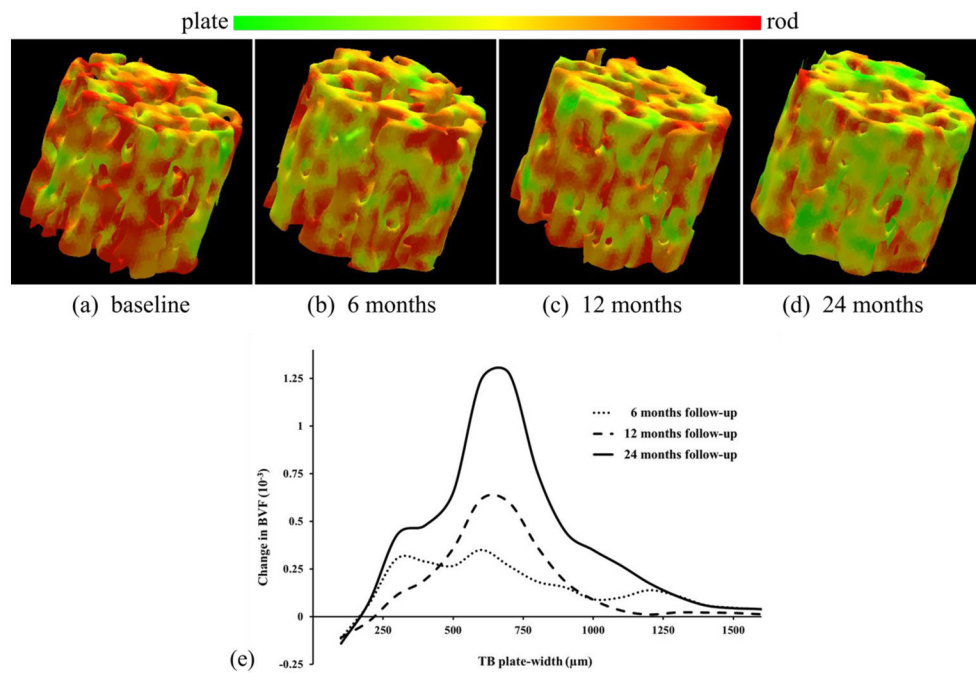 plate rod
(a) baseline (b) 6 months (c) 12 months (d) 24 months
1.25
1
0.75
0.5
0.25
0
-0.25
Change in BVF (10⁻³)
6 months follow-up
12 months follow-up
24 months follow-up
250 500 750 1000 1250 1500
TB plate-width (μm)
(e)